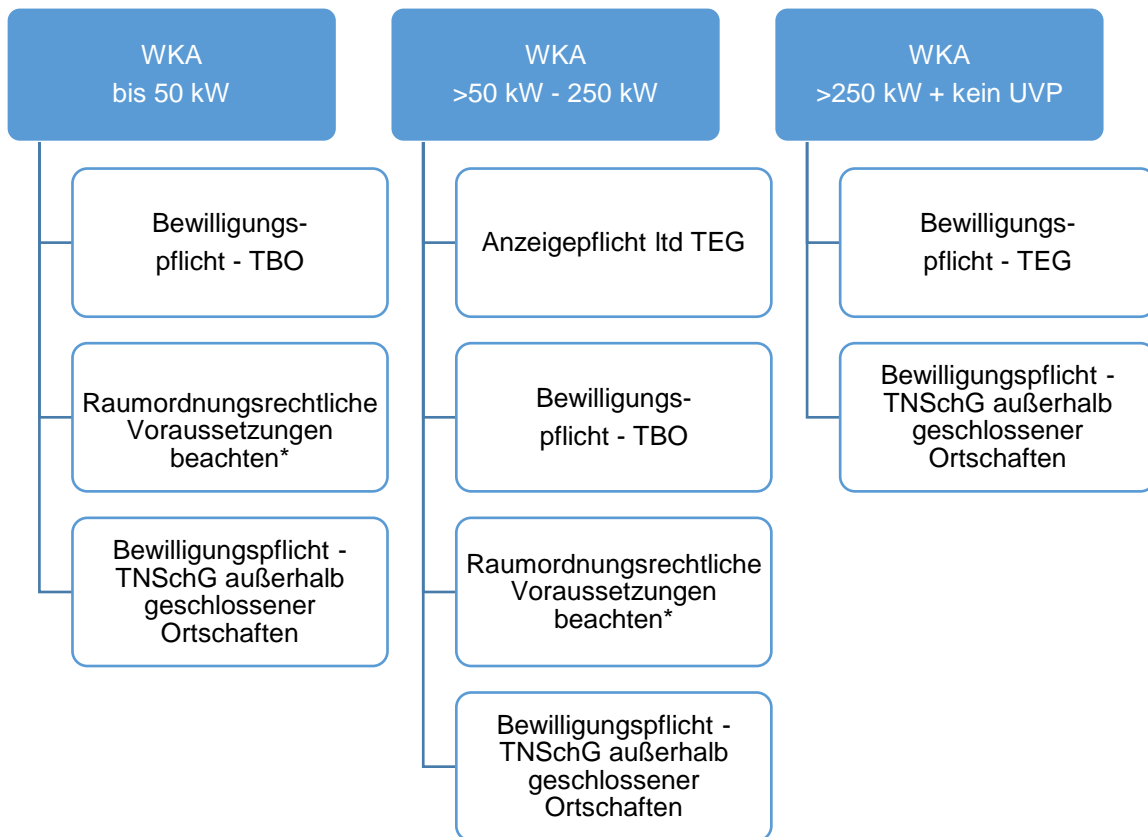 WKA
bis 50 kW
Bewilligungs-
pflicht - TBO
Raumordnungsrechtliche
Voraussetzungen
beachten*
Bewilligungspflicht -
TNSchG außerhalb
geschlossener
Ortschaften
WKA
>50 kW - 250 kW
Anzeigepflicht ltd TEG
Bewilligungs-
pflicht - TBO
Raumordnungsrechtliche
Voraussetzungen
beachten*
Bewilligungspflicht -
TNSchG außerhalb
geschlossener
Ortschaften
WKA
>250 kW + kein UVP
Bewilligungs-
pflicht - TEG
Bewilligungspflicht -
TNSchG außerhalb
geschlossener
Ortschaften